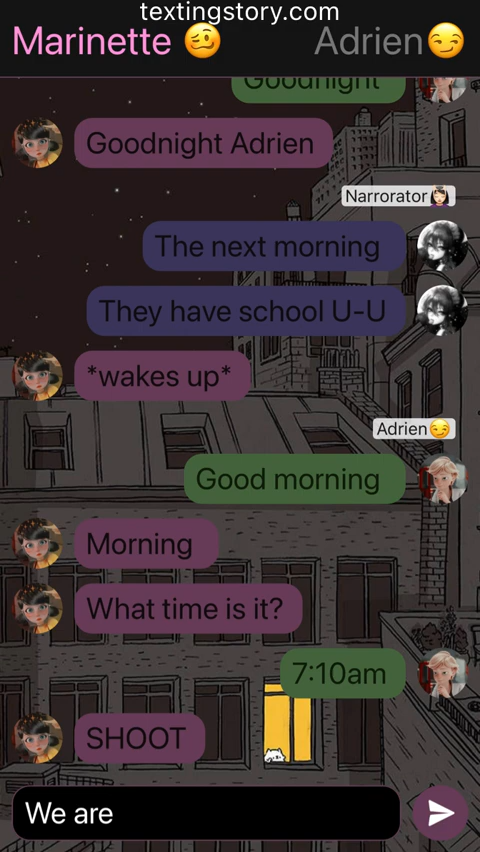 textingstory.com
Marinette 🥴 Adrien😏
Goodnight
Goodnight Adrien
Narrorator💆🏻‍♀️
The next morning
They have school U-U
*wakes up*
Adrien😏
Good morning
Morning
What time is it?
7:10am
SHOOT
We are